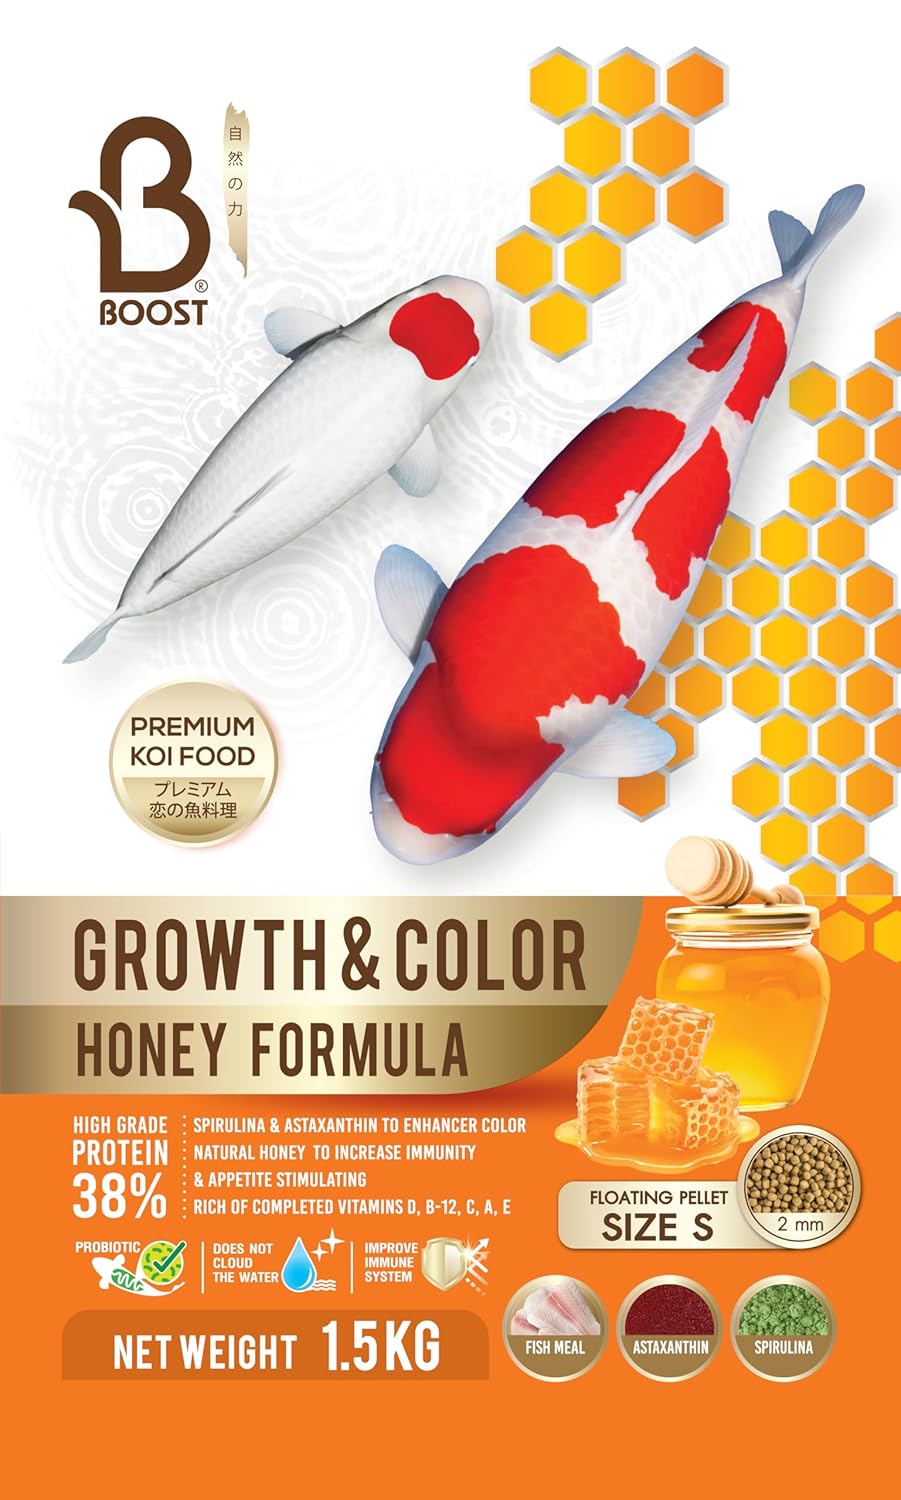 自然の力
B
®
BOOST
PREMIUM
KOI FOOD
プレミアム
恋の魚料理
GROWTH & COLOR
HONEY FORMULA
HIGH GRADE
PROTEIN
38%
SPIRULINA & ASTAXANTHIN TO ENHANCER COLOR
NATURAL HONEY TO INCREASE IMMUNITY
& APPETITE STIMULATING
RICH OF COMPLETED VITAMINS D, B-12, C, A, E
FLOATING PELLET
SIZE S
2 mm
PROBIOTIC
DOES NOT
CLOUD
THE WATER
IMPROVE
IMMUNE
SYSTEM
NET WEIGHT 1.5KG
FISH MEAL
ASTAXANTHIN
SPIRULINA